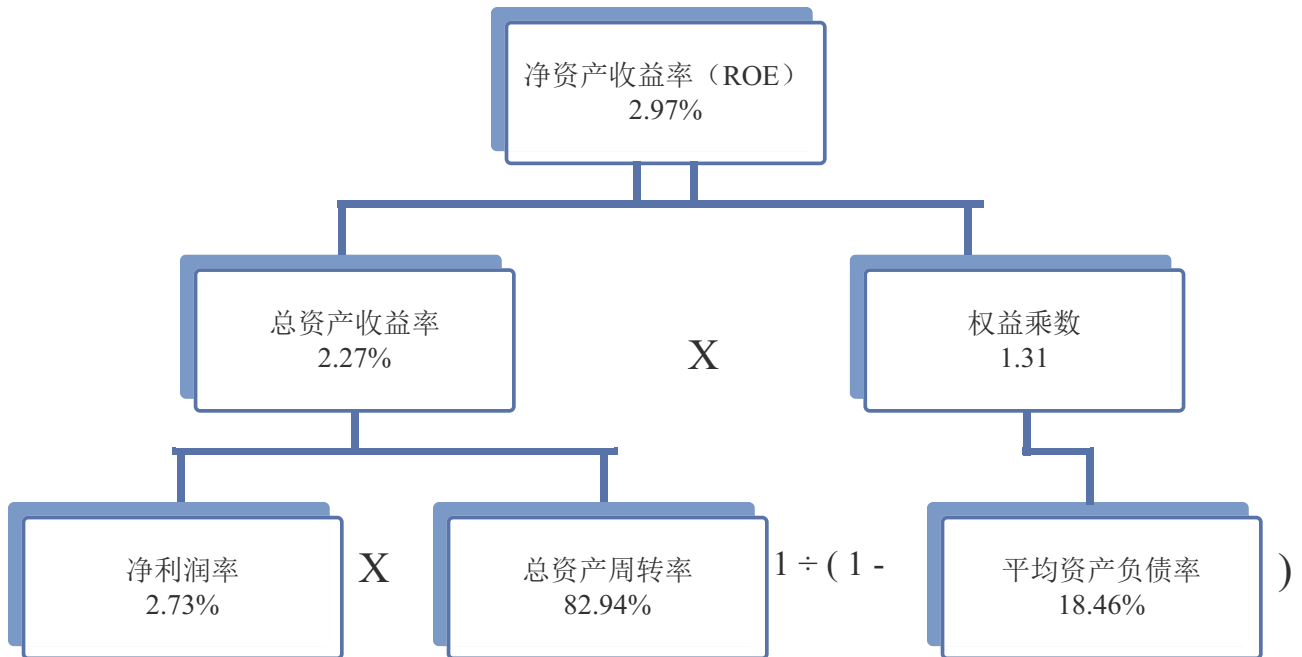 净资产收益率（ROE）
2.97%
总资产收益率
2.27%
X
权益乘数
1.31
净利润率
2.73%
X
总资产周转率
82.94%
1 ÷ ( 1 -
平均资产负债率
18.46%
)